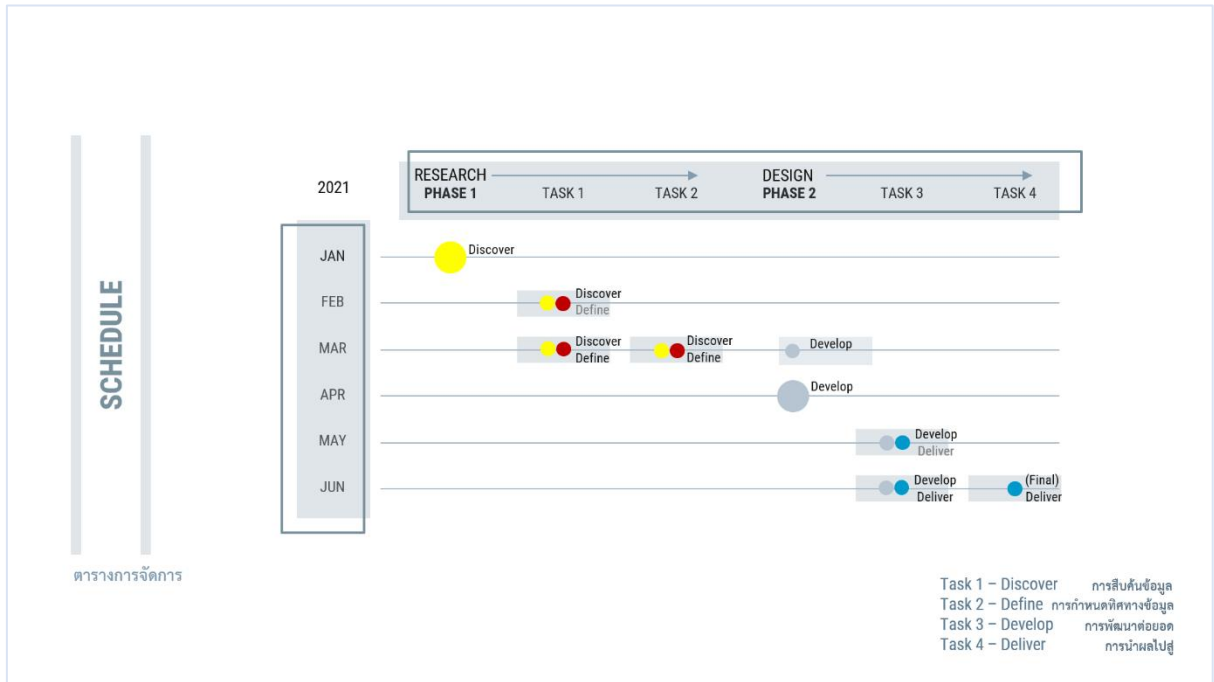 SCHEDULE
ตารางการจัดการ
2021
RESEARCH
DESIGN
PHASE 1
TASK 1
TASK 2
PHASE 2
TASK 3
TASK 4
JAN
Discover
FEB
Discover
Define
MAR
Discover
Define
Discover
Define
Develop
APR
Develop
MAY
Develop
Deliver
JUN
Develop
Deliver
(Final)
Deliver
Task 1 – Discover การสืบค้นข้อมูล
Task 2 – Define การกำหนดทิศทางข้อมูล
Task 3 – Develop การพัฒนาต่อยอด
Task 4 – Deliver การนำผลไปสู่